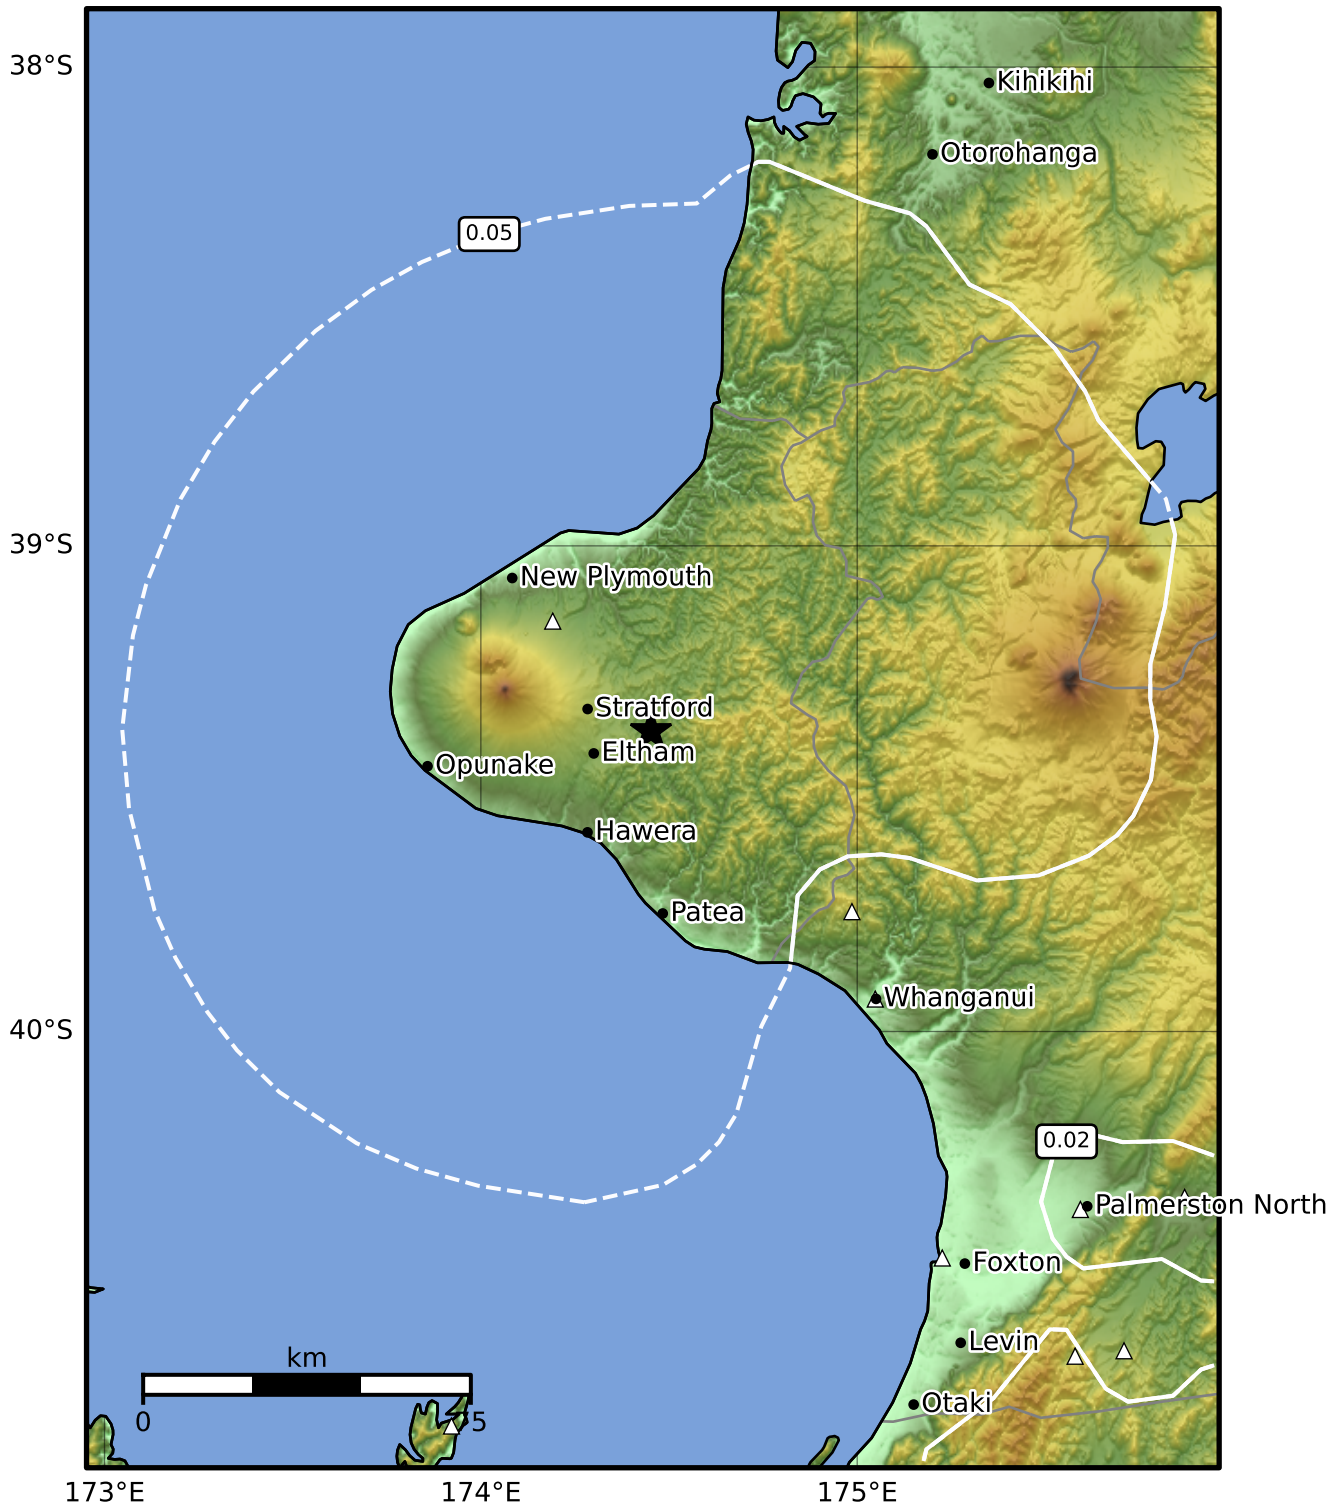 38°S
Kihikihi
Otorohanga
0.05
39°S
New Plymouth
Stratford
Eltham
Opunake
Hawera
Patea
Whanganui
40°S
0.02
Palmerston North
Foxton
Levin
km
Otaki
0
75
173°E
174°E
175°E